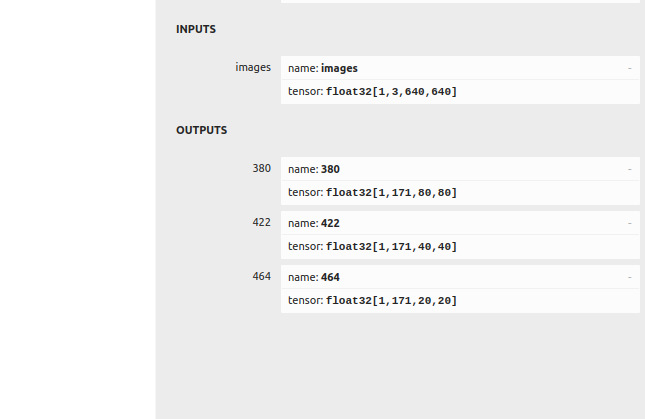 INPUTS
images name: images -
tensor: float32[1,3,640,640]
OUTPUTS
380 name: 380 -
tensor: float32[1,171,80,80]
422 name: 422 -
tensor: float32[1,171,40,40]
464 name: 464 -
tensor: float32[1,171,20,20]